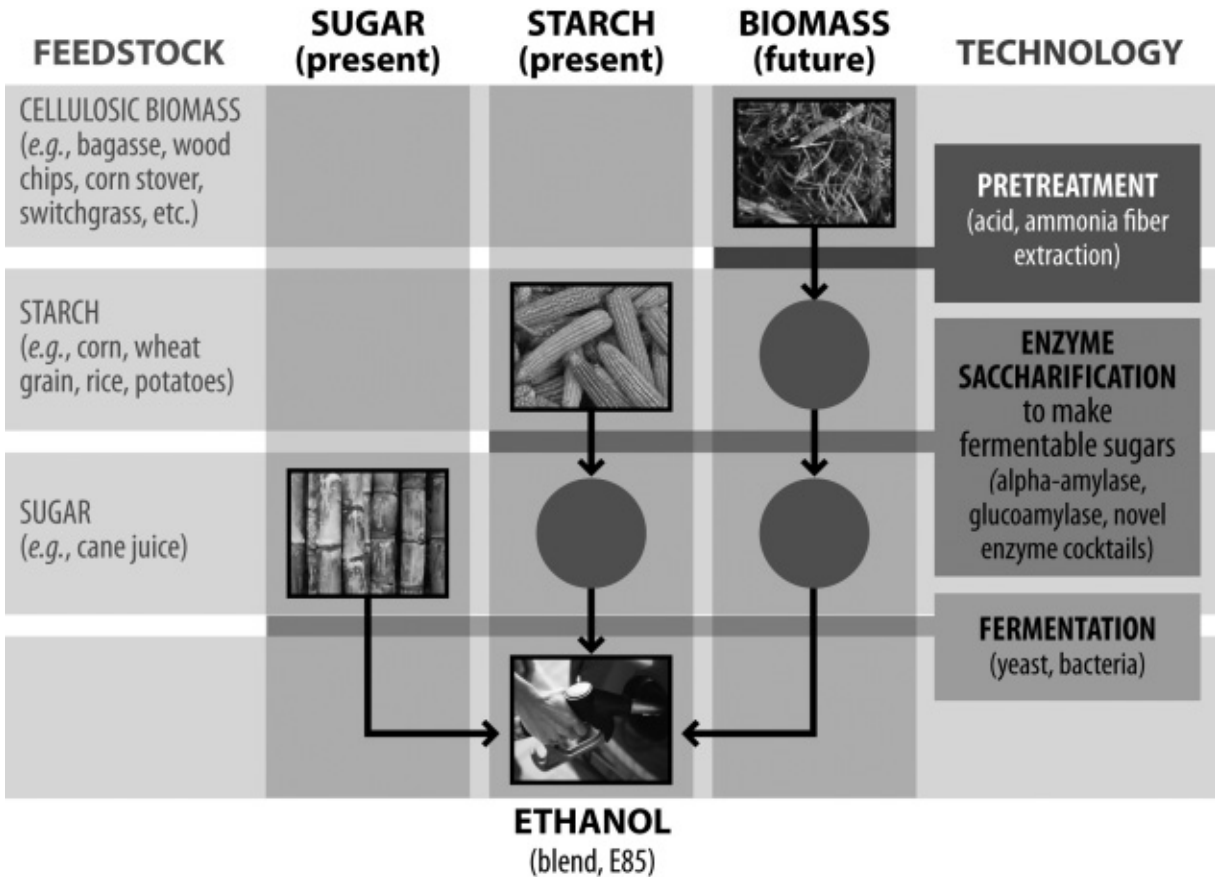 FEEDSTOCK
SUGAR
(present)
STARCH
(present)
BIOMASS
(future)
TECHNOLOGY
CELLULOSIC BIOMASS
(e.g., bagasse, wood
chips, corn stover,
switchgrass, etc.)
PRETREATMENT
(acid, ammonia fiber
extraction)
STARCH
(e.g., corn, wheat
grain, rice, potatoes)
ENZYME
SACCHARIFICATION
to make
fermentable sugars
(alpha-amylase,
glucoamylase, novel
enzyme cocktails)
SUGAR
(e.g., cane juice)
FERMENTATION
(yeast, bacteria)
ETHANOL
(blend, E85)